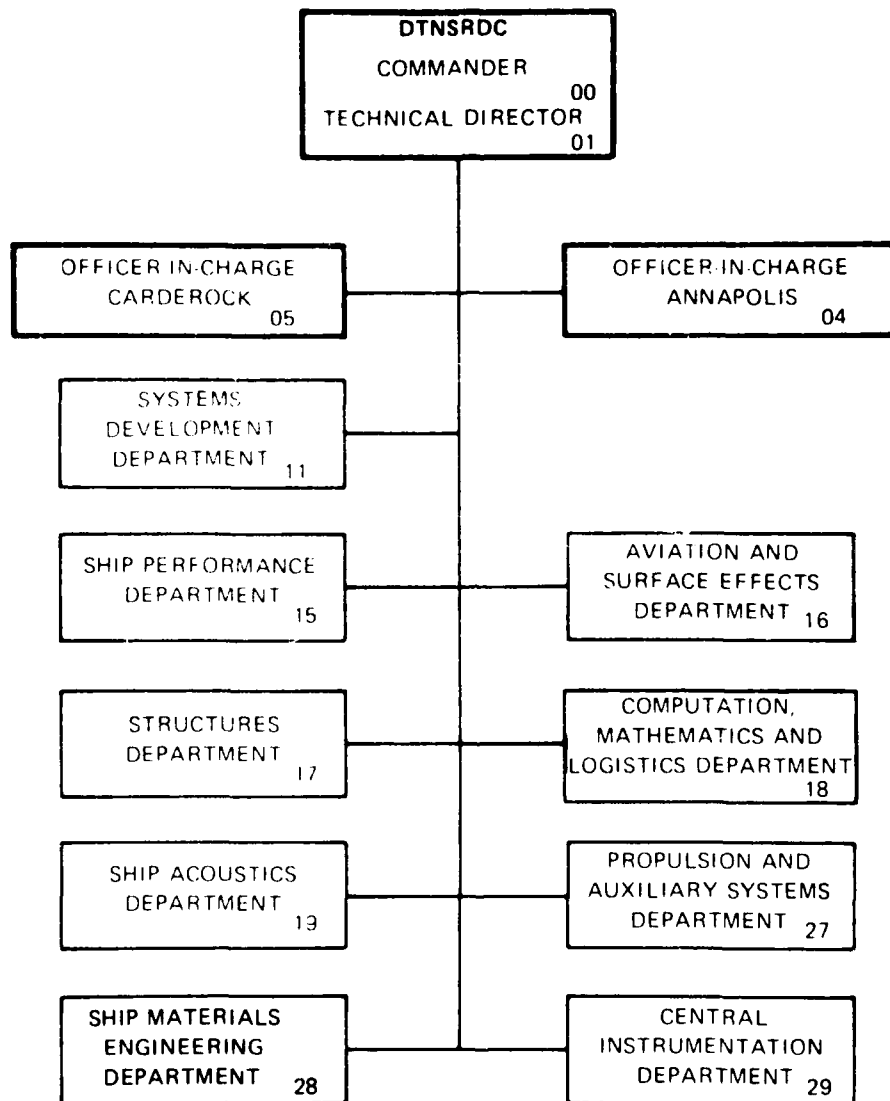 DTNSRDC
COMMANDER
00
TECHNICAL DIRECTOR
01
OFFICER IN-CHARGE
CARDEROCK
05
OFFICER-IN-CHARGE
ANNAPOLIS
04
SYSTEMS
DEVELOPMENT
DEPARTMENT
11
SHIP PERFORMANCE
DEPARTMENT
15
AVIATION AND
SURFACE EFFECTS
DEPARTMENT
16
STRUCTURES
DEPARTMENT
17
COMPUTATION,
MATHEMATICS AND
LOGISTICS DEPARTMENT
18
SHIP ACOUSTICS
DEPARTMENT
19
PROPULSION AND
AUXILIARY SYSTEMS
DEPARTMENT
27
SHIP MATERIALS
ENGINEERING
DEPARTMENT
28
CENTRAL
INSTRUMENTATION
DEPARTMENT
29